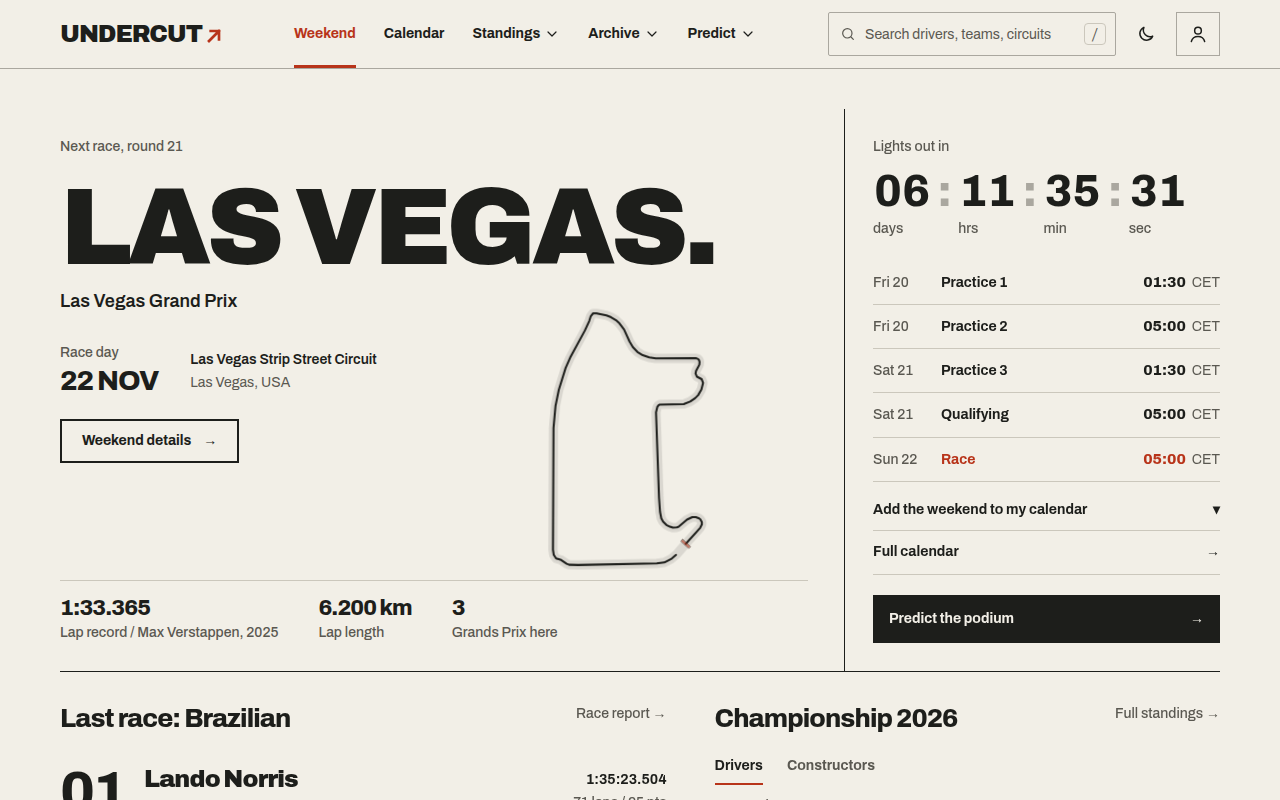 UNDERCUT
Weekend
Calendar
Standings
Archive
Predict
Search drivers, teams, circuits
/
Next race, round 21
LAS VEGAS.
Las Vegas Grand Prix
Race day
22 NOV
Las Vegas Strip Street Circuit
Las Vegas, USA
Weekend details →
1:33.365
Lap record / Max Verstappen, 2025
6.200 km
Lap length
3
Grands Prix here
Lights out in
06 : 11 : 35 : 31
days hrs min sec
Fri 20 Practice 1 01:30 CET
Fri 20 Practice 2 05:00 CET
Sat 21 Practice 3 01:30 CET
Sat 21 Qualifying 05:00 CET
Sun 22 Race 05:00 CET
Add the weekend to my calendar ▾
Full calendar →
Predict the podium →
Last race: Brazilian
Race report →
01
Lando Norris
1:35:23.504
Championship 2026
Full standings →
Drivers
Constructors